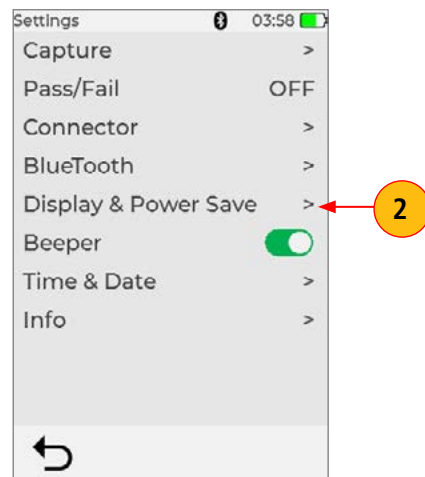 Settings 03:58
Capture >
Pass/Fail OFF
Connector >
BlueTooth >
Display & Power Save > 2
Beeper
Time & Date >
Info >